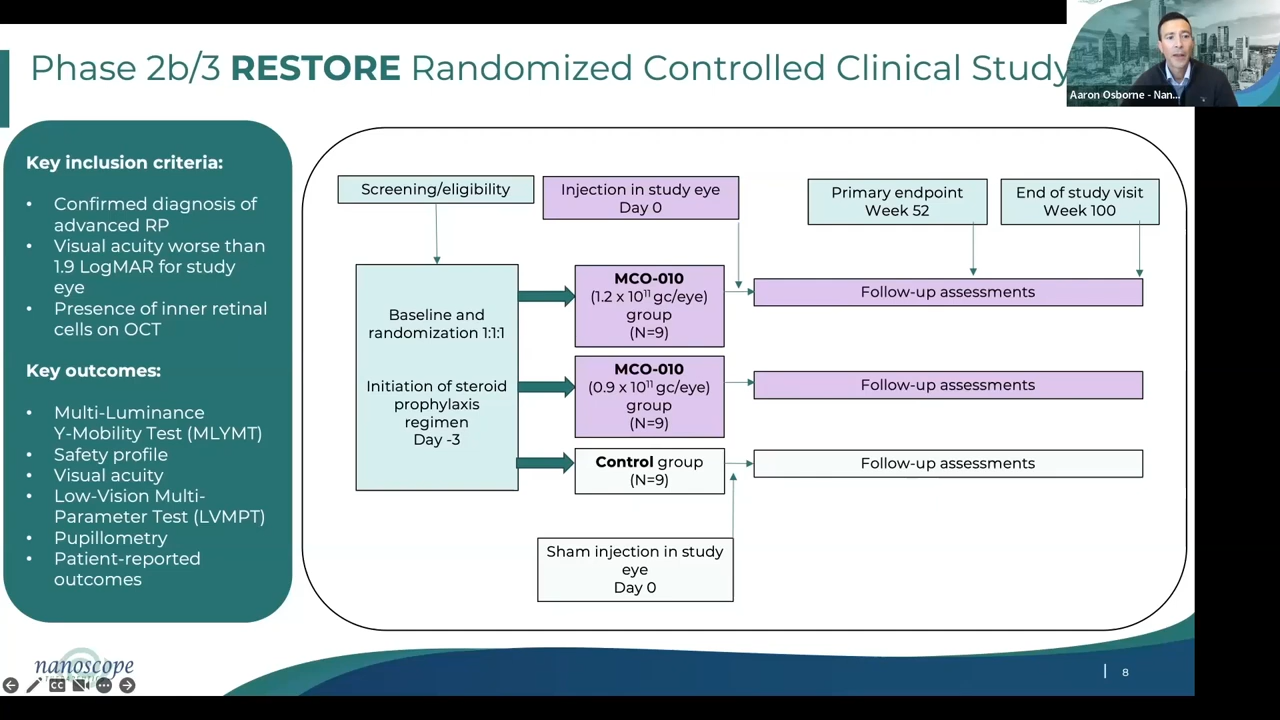 Phase 2b/3 RESTORE Randomized Controlled Clinical Study
Aaron Osborne - Nan...
Key inclusion criteria:
• Confirmed diagnosis of
advanced RP
• Visual acuity worse than
1.9 LogMAR for study
eye
• Presence of inner retinal
cells on OCT
Key outcomes:
• Multi-Luminance
Y-Mobility Test (MLYMT)
• Safety profile
• Visual acuity
• Low-Vision Multi-
Parameter Test (LVMPT)
• Pupillometry
• Patient-reported
outcomes
Screening/eligibility
Injection in study eye
Day 0
Primary endpoint
Week 52
End of study visit
Week 100
Baseline and
randomization 1:1:1
Initiation of steroid
prophylaxis
regimen
Day -3
MCO-010
(1.2 x 10¹¹ gc/eye)
group
(N=9)
Follow-up assessments
MCO-010
(0.9 x 10¹¹ gc/eye)
group
(N=9)
Follow-up assessments
Control group
(N=9)
Follow-up assessments
Sham injection in study
eye
Day 0
nanoscope
CC
| 8